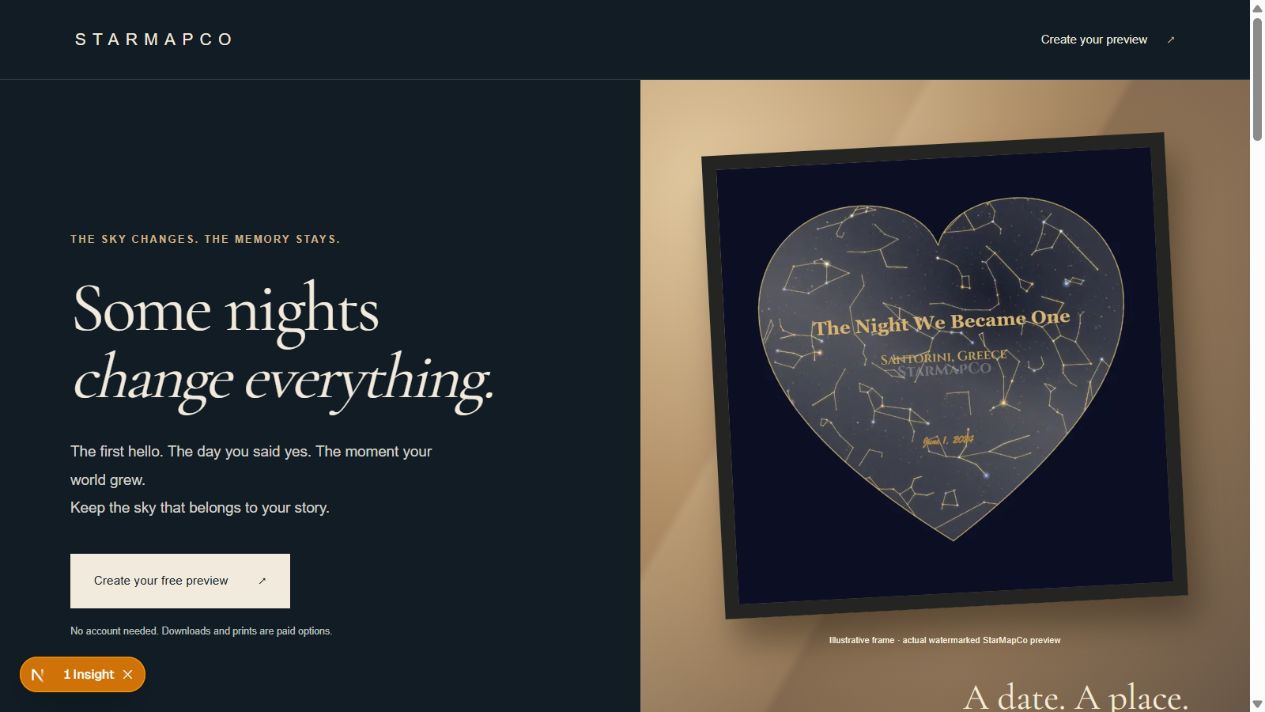 STARMAPCO
Create your preview ↗
THE SKY CHANGES. THE MEMORY STAYS.
Some nights
change everything.
The first hello. The day you said yes. The moment your
world grew.
Keep the sky that belongs to your story.
Create your free preview ↗
No account needed. Downloads and prints are paid options.
N 1 Insight ×
The Night We Became One
Santorini, Greece
StarMapCo
June 1, 2024
Illustrative frame - actual watermarked StarMapCo preview
A date. A place.